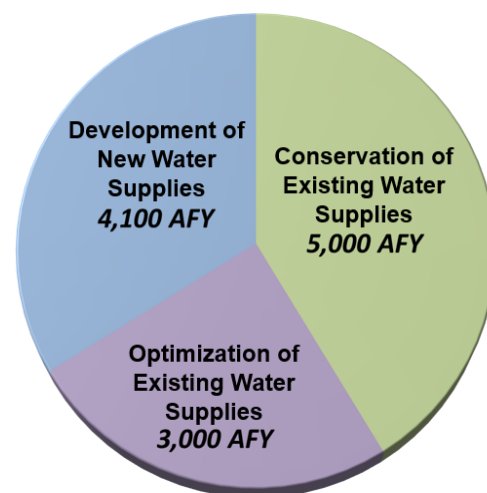 Development of
New Water
Supplies
4,100 AFY
Conservation of
Existing Water
Supplies
5,000 AFY
Optimization of
Existing Water
Supplies
3,000 AFY